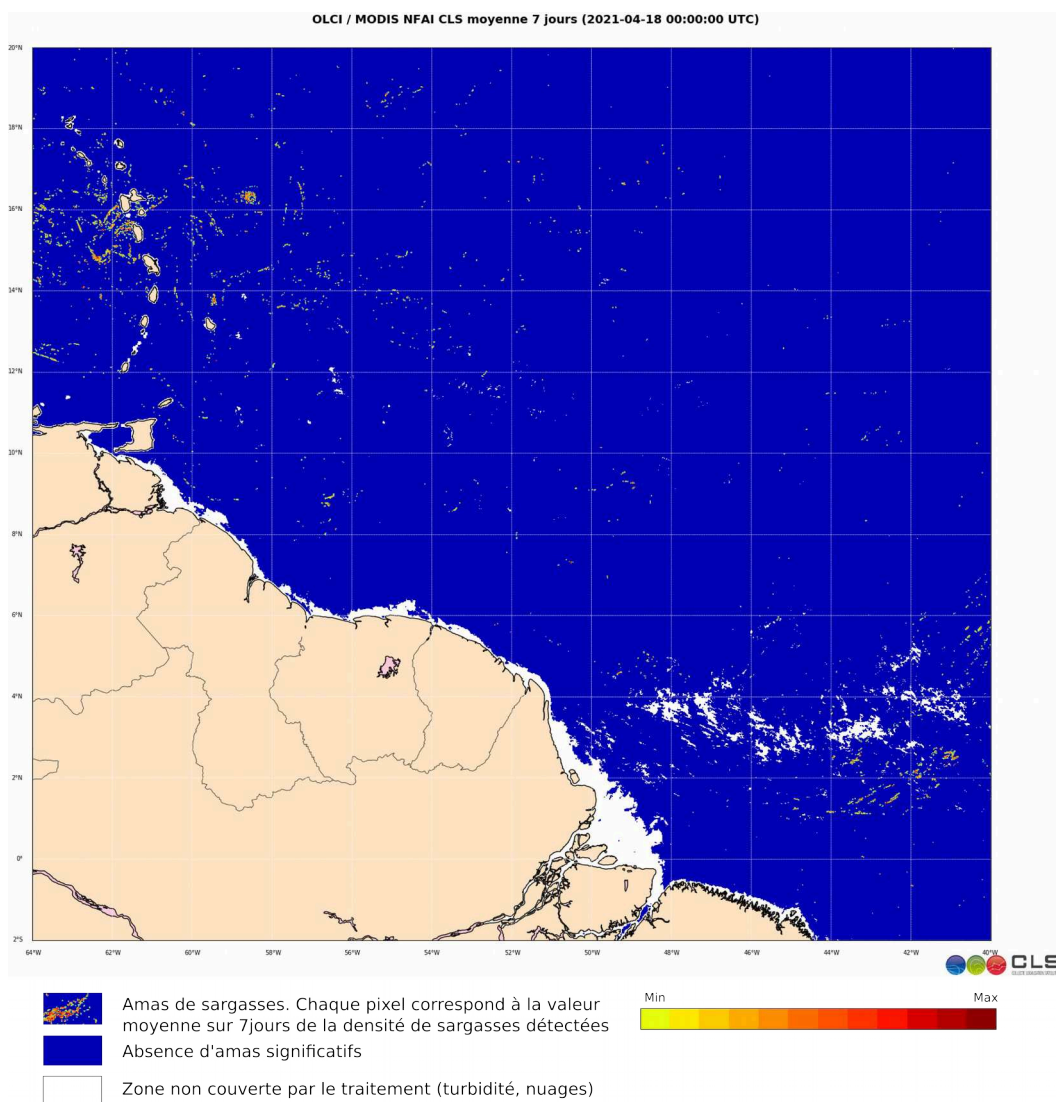 OLCI / MODIS NFAI CLS moyenne 7 jours (2021-04-18 00:00:00 UTC)
20°N
18°N
16°N
14°N
12°N
10°N
8°N
6°N
4°N
2°N
0°
2°S
64°W 62°W 60°W 58°W 56°W 54°W 52°W 50°W 48°W 46°W 44°W 42°W 40°W
CLS
Amas de sargasses. Chaque pixel correspond à la valeur
moyenne sur 7jours de la densité de sargasses détectées
Min Max
Absence d'amas significatifs
Zone non couverte par le traitement (turbidité, nuages)